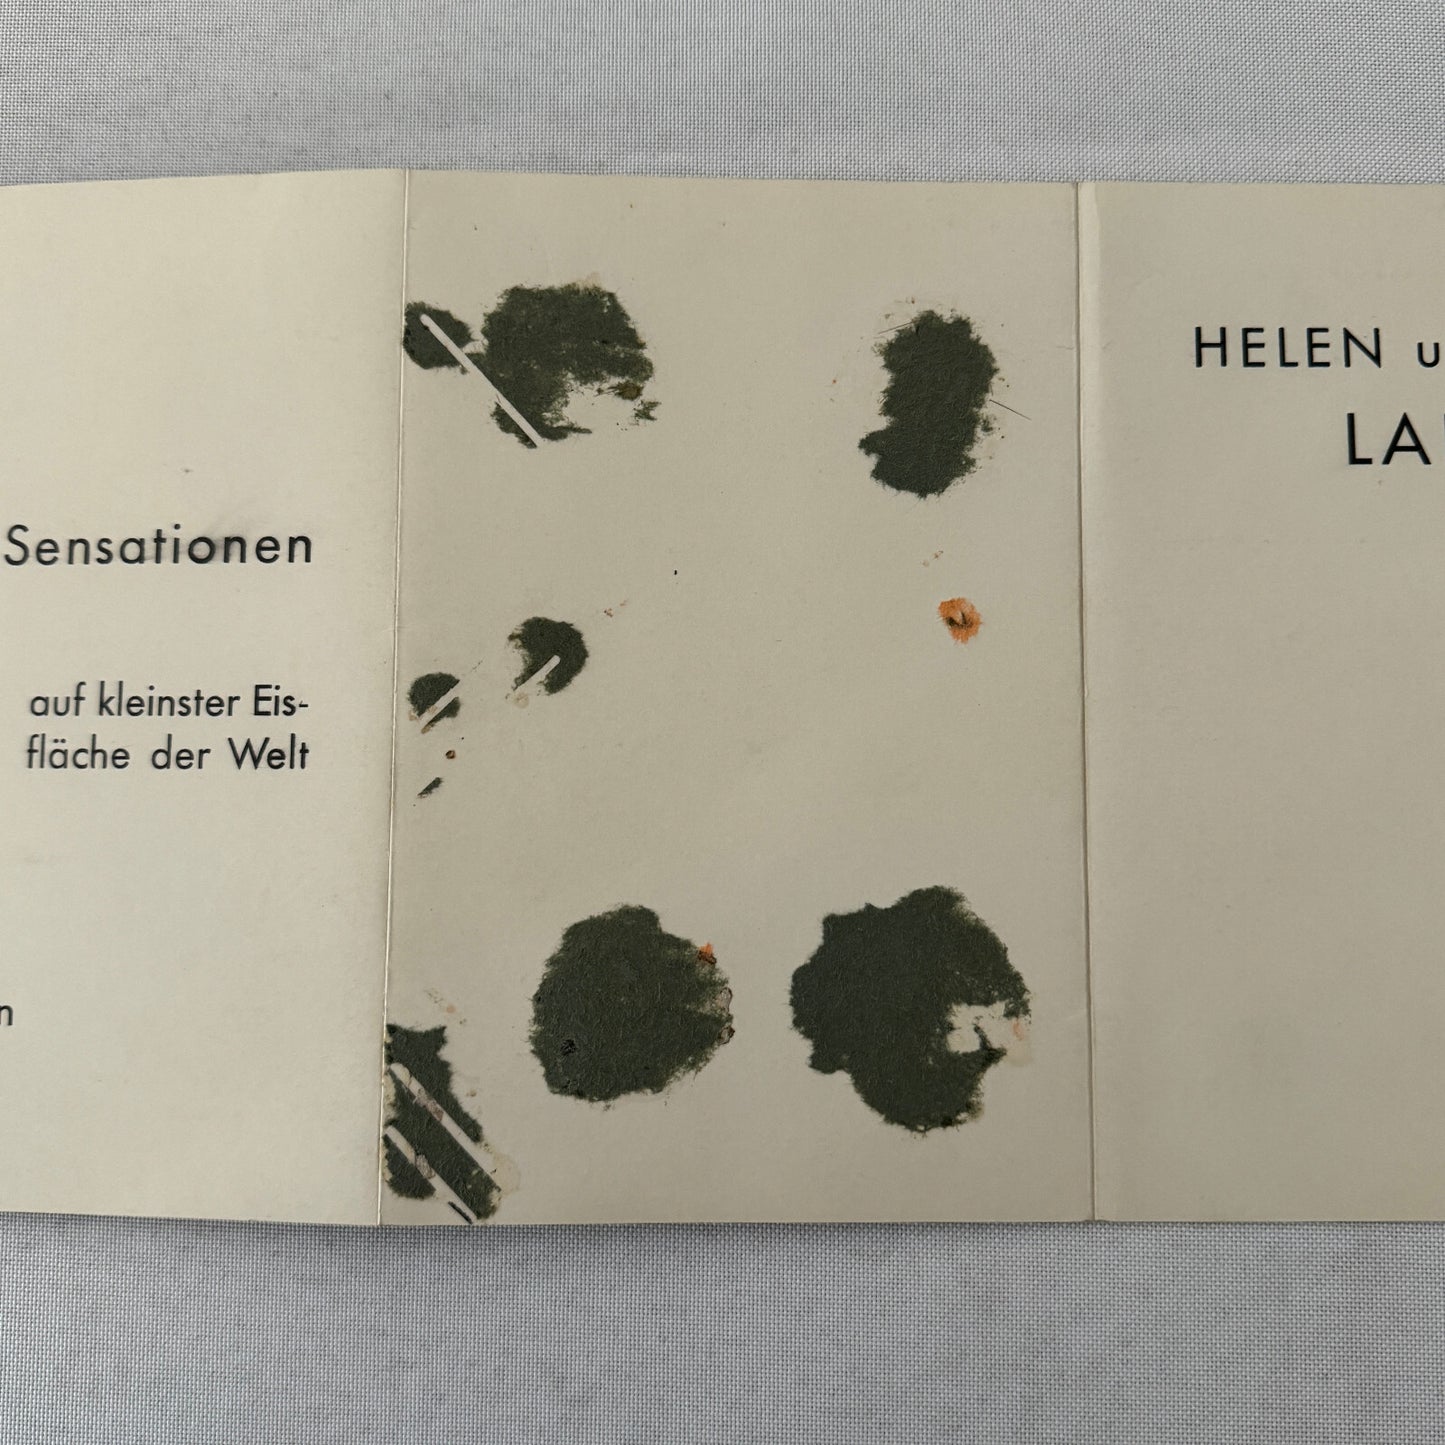 Sensationen
auf kleinster Eis-
fläche der Welt
n
HELEN u
LA